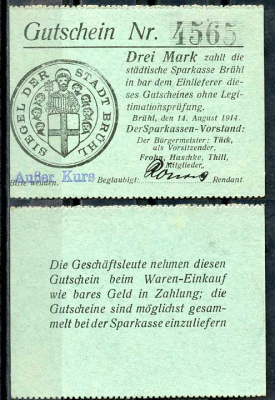 Gutschein Nr. 4565
Drei Mark zahlt die
städtische Sparkasse Brühl
in bar dem Einlieferer die-
ses Gutscheines ohne Legi-
timationsprüfung.
Brühl, den 14. August 1914.
Der Sparkassen-Vorstand:
Der Bürgermeister: Tück,
als Vorsitzender,
Frohn, Haschke, Thill,
Mitglieder.
SIEGEL DER STADT BRÜHL
Außer Kurs
Bitte wenden.
Beglaubigt: Rendant.
Die Geschäftsleute nehmen diesen
Gutschein beim Waren-Einkauf
wie bares Geld in Zahlung; die
Gutscheine sind möglichst gesam-
melt bei der Sparkasse einzuliefern